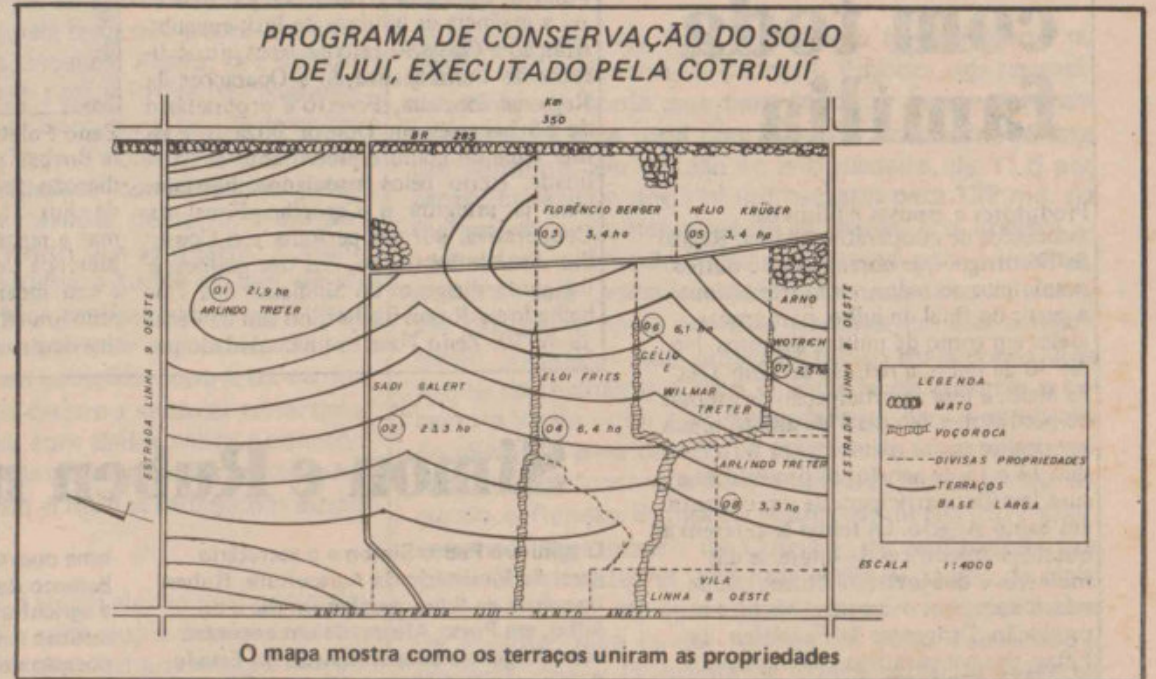 PROGRAMA DE CONSERVAÇÃO DO SOLO
DE IJUÍ, EXECUTADO PELA COTRIJUÍ
Km
350
BR 285
FLORÊNCIO BERGER
03 3,4 ha
HÉLIO KRÜGER
05 3,4 ha
01 21,9 ha
ARLINDO TRETER
ARNO
WOTRICH
07 2,5 ha
06 6,1 ha
CÉLIO
E
WILMAR
TRETER
SADI GALERT
02 23,3 ha
ELOI FRIES
04 6,4 ha
ARLINDO TRETER
08 3,3 ha
VILA
LINHA 8 OESTE
ESTRADA LINHA 9 OESTE
ESTRADA LINHA 8 OESTE
ANTIGA ESTRADA IJUÍ - SANTO ANGELO
LEGENDA
MATO
VOÇOROCA
DIVISAS PROPRIEDADES
TERRAÇOS
BASE LARGA
ESCALA 1:4000
O mapa mostra como os terraços uniram as propriedades